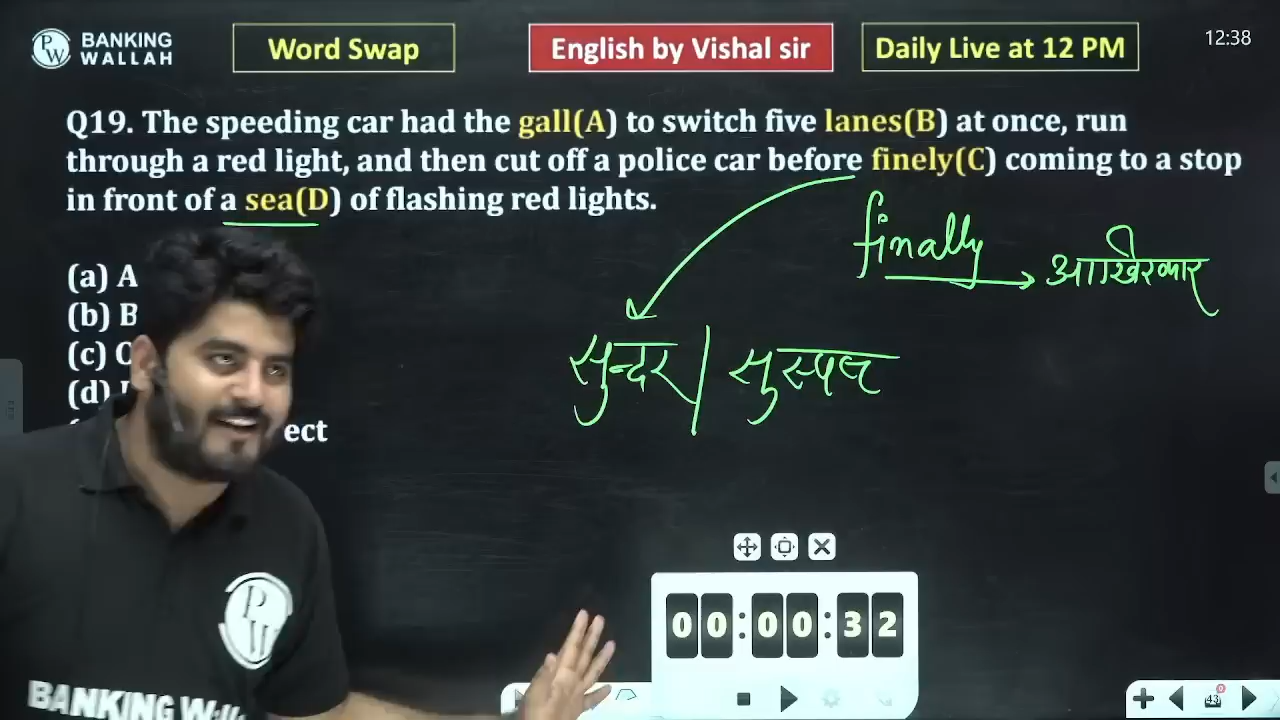 BANKING WALLAH
Word Swap
English by Vishal sir
Daily Live at 12 PM
12:38
Q19. The speeding car had the gall(A) to switch five lanes(B) at once, run
through a red light, and then cut off a police car before finely(C) coming to a stop
in front of a sea(D) of flashing red lights.
finally → आखिरकार
(a) A
(b) B
(c)
(d)
ect
सुन्दर | सुस्पष्ट
00:00:32
PW
BANKING
43